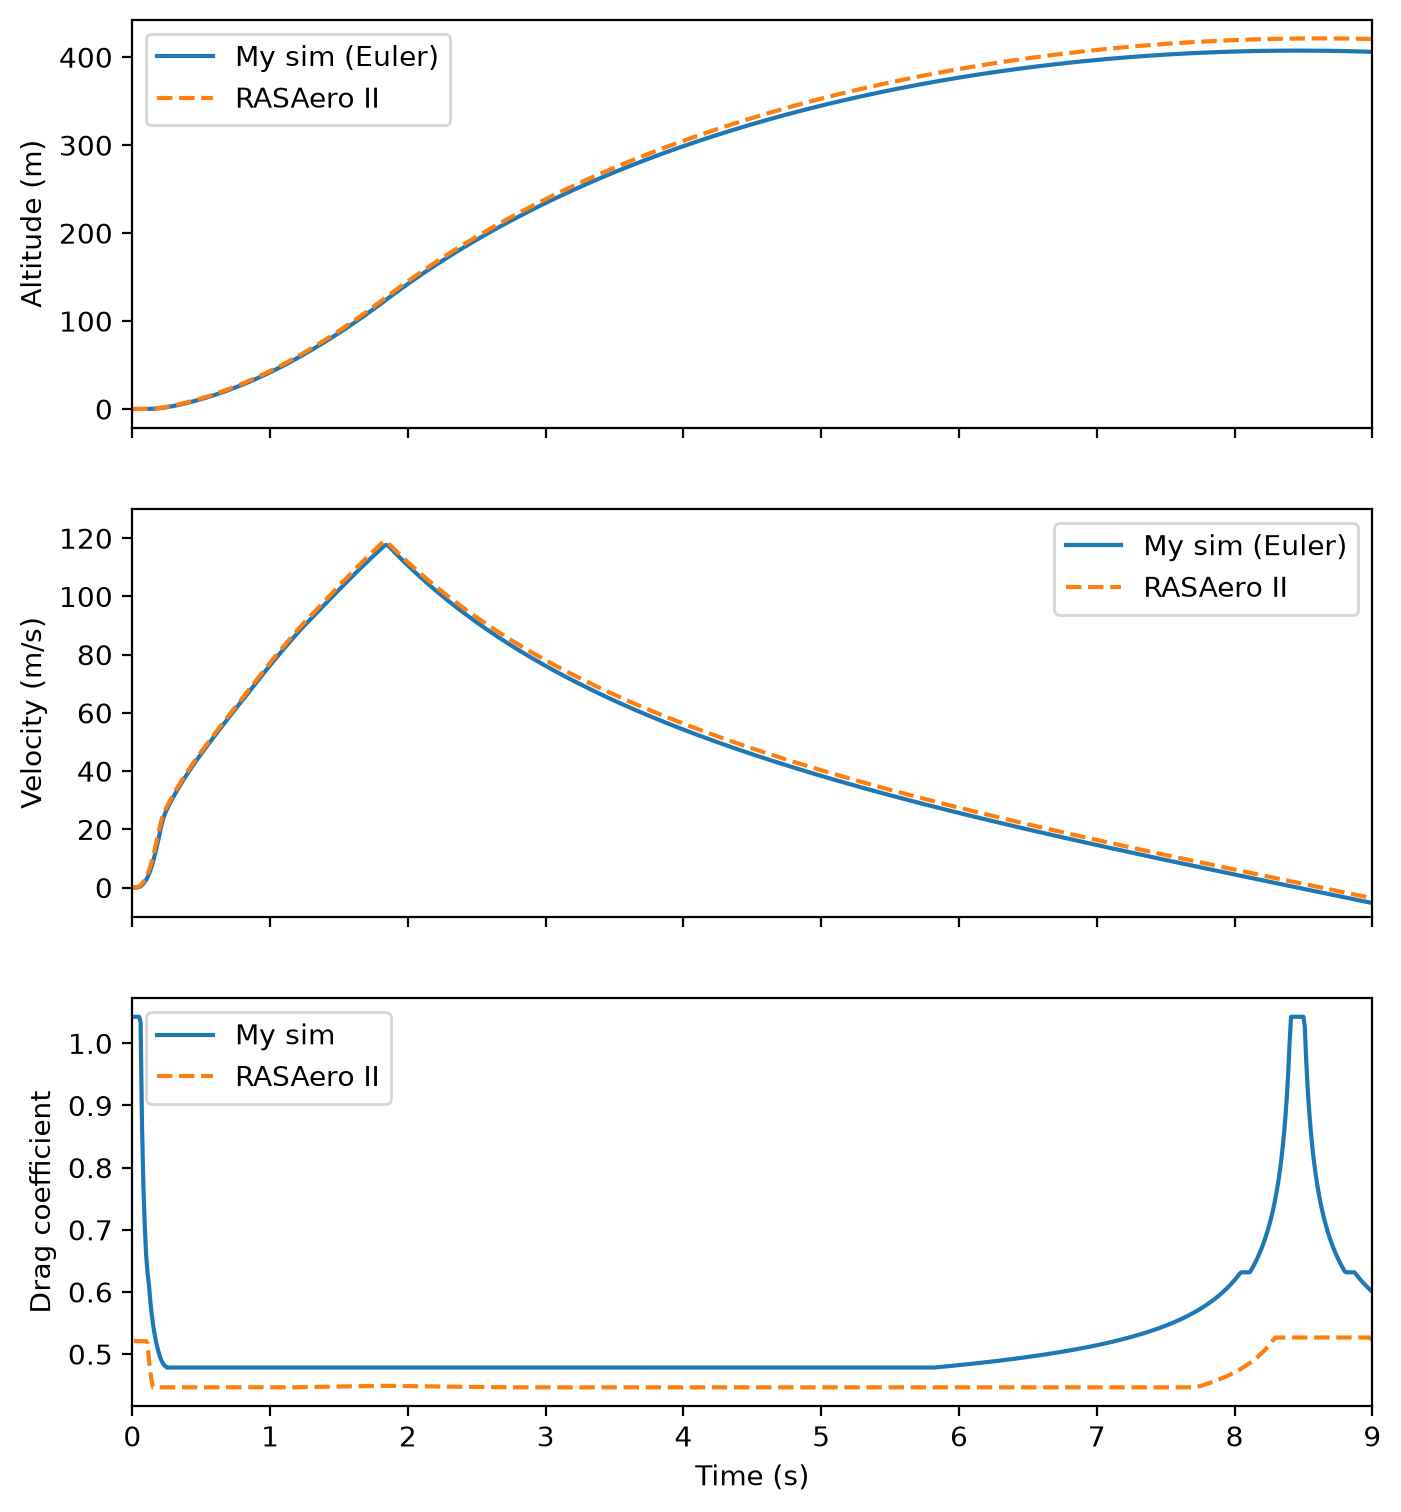 My sim (Euler)
RASAero II
400
300
200
100
0
Altitude (m)
My sim (Euler)
RASAero II
120
100
80
60
40
20
0
Velocity (m/s)
My sim
RASAero II
1.0
0.9
0.8
0.7
0.6
0.5
Drag coefficient
0 1 2 3 4 5 6 7 8 9
Time (s)